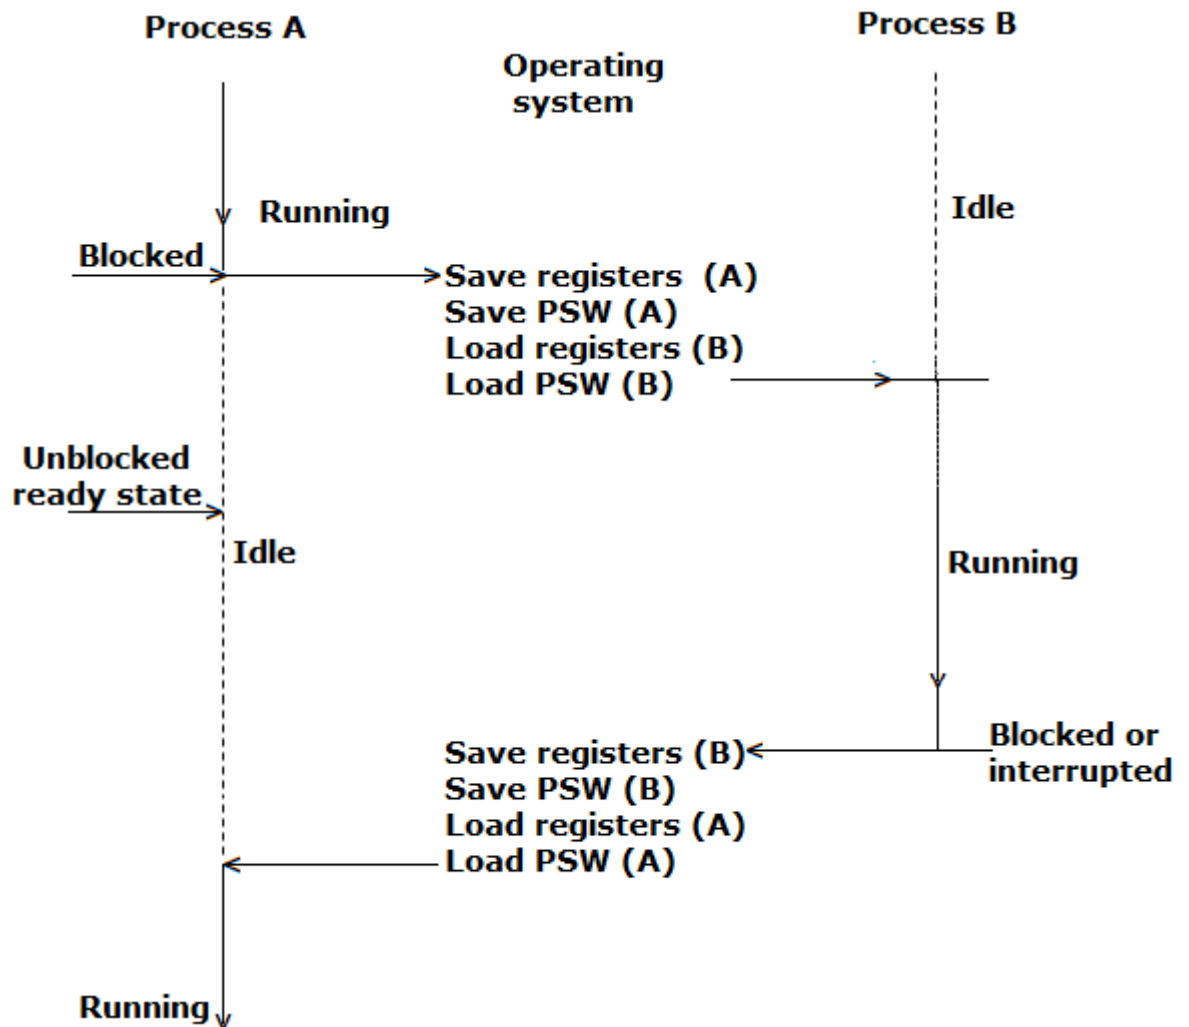 Process A
Process B
Operating
system
Running
Idle
Blocked
Save registers (A)
Save PSW (A)
Load registers (B)
Load PSW (B)
Unblocked
ready state
Idle
Running
Save registers (B)
Save PSW (B)
Load registers (A)
Load PSW (A)
Blocked or
interrupted
Running